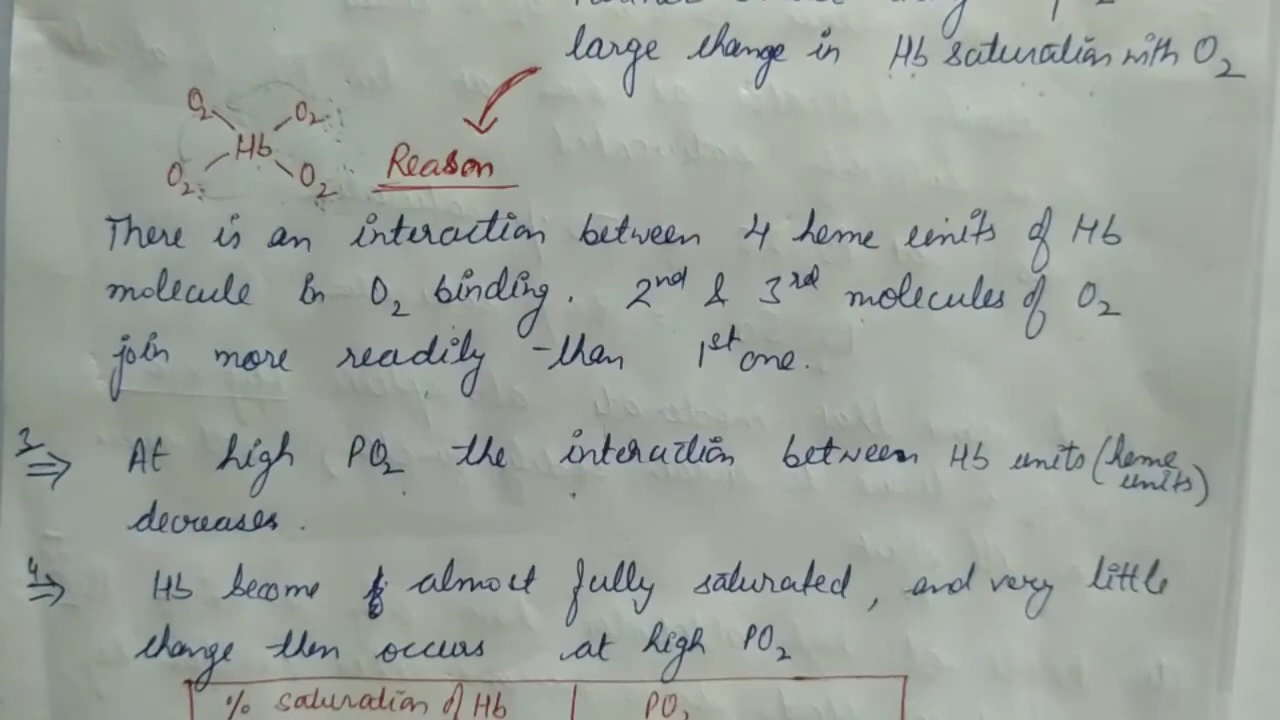 large change in Hb saturation with O₂
O₂ O₂
Hb
O₂ O₂
Reason
There is an interaction between 4 heme units of Hb
molecule in O₂ binding. 2nd & 3rd molecules of O₂
join more readily than 1st one.
3 ⇒ At high PO₂ the interaction between Hb units (heme units)
decreases.
4 ⇒ Hb become almost fully saturated, and very little
change then occurs at high PO₂
% saturation of Hb | PO₂